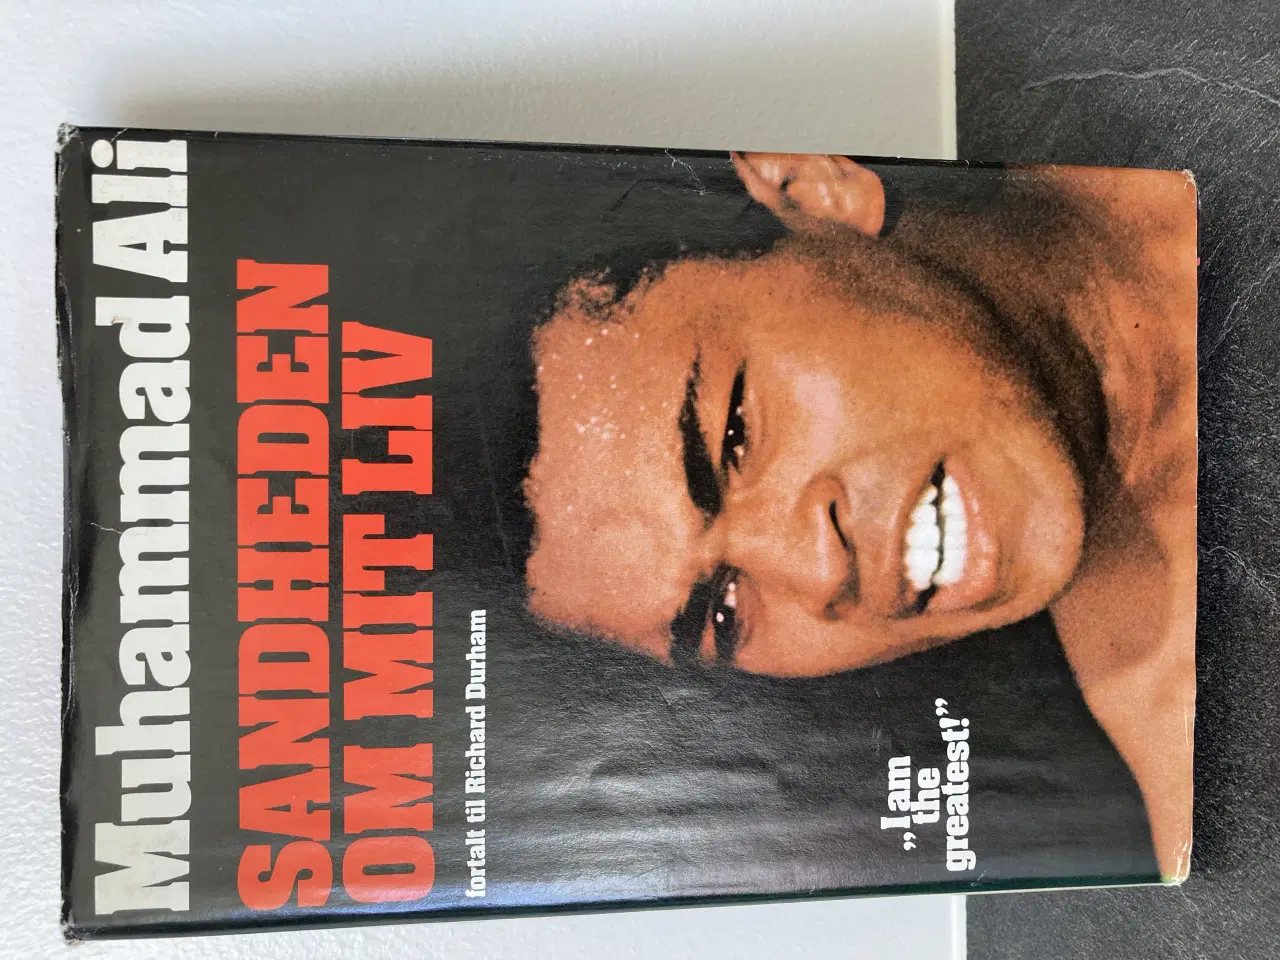 Muhammad Ali
SANDHEDEN
OM MIT LIV
fortalt til Richard Durham
„I am
the
greatest!”